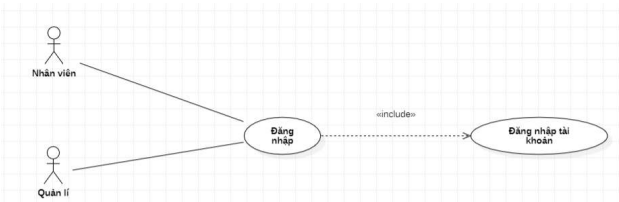 Nhân viên
«include»
Đăng
nhập
Đăng nhập tài
khoản
Quản lí